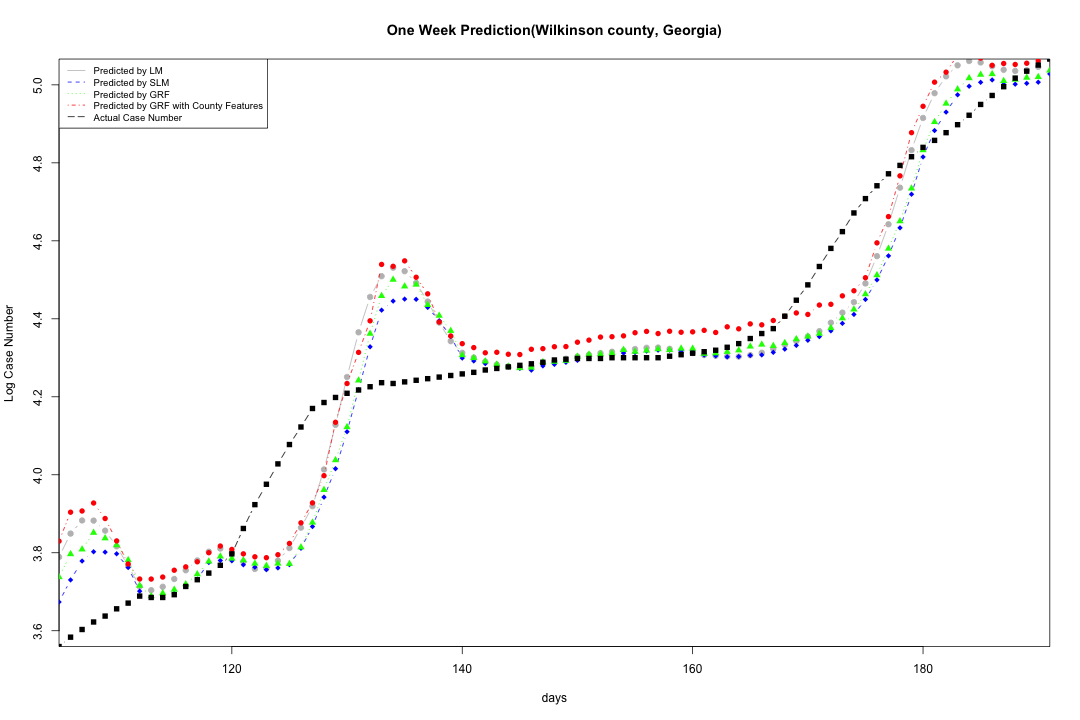 One Week Prediction(Wilkinson county, Georgia)
Predicted by LM
Predicted by SLM
Predicted by GRF
Predicted by GRF with County Features
Actual Case Number
5.0
4.8
4.6
4.4
4.2
4.0
3.8
3.6
Log Case Number
120 140 160 180
days